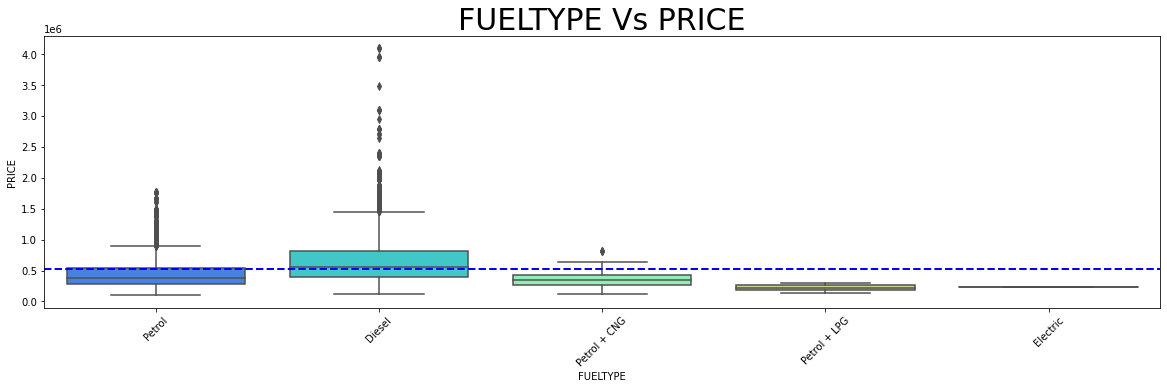 FUELTYPE Vs PRICE
1e6
4.0
3.5
3.0
2.5
2.0
1.5
1.0
0.5
0.0
PRICE
Petrol
Diesel
Petrol + CNG
Petrol + LPG
Electric
FUELTYPE